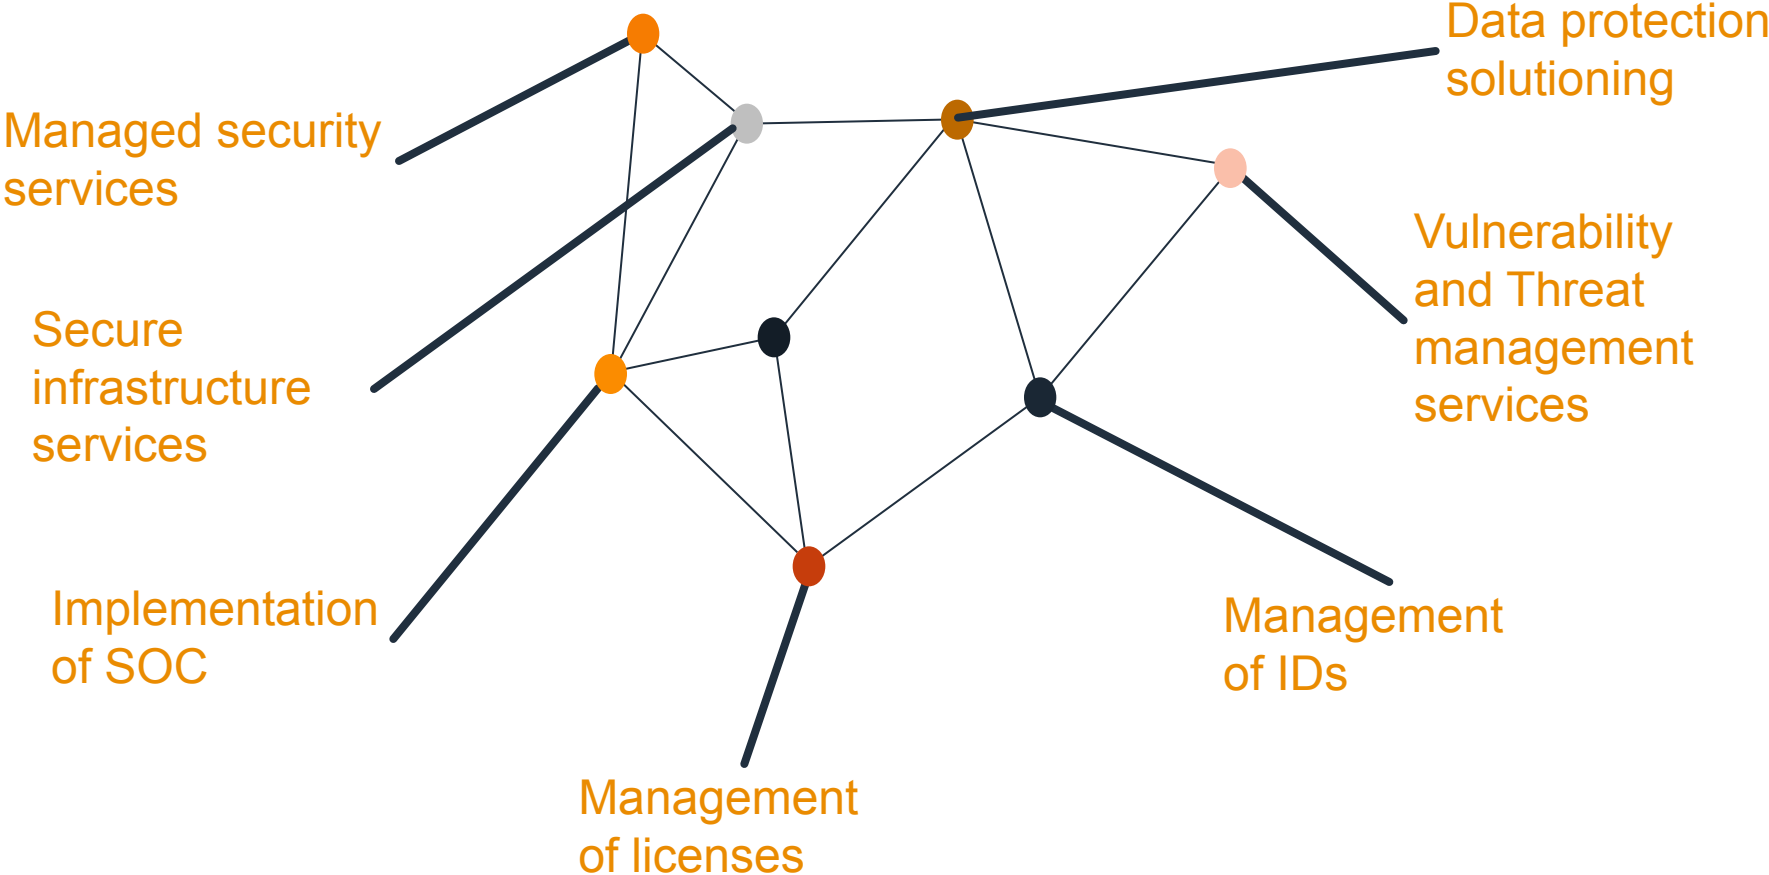 Data protection
solutioning
Managed security
services
Vulnerability
and Threat
management
services
Secure
infrastructure
services
Implementation
of SOC
Management
of IDs
Management
of licenses